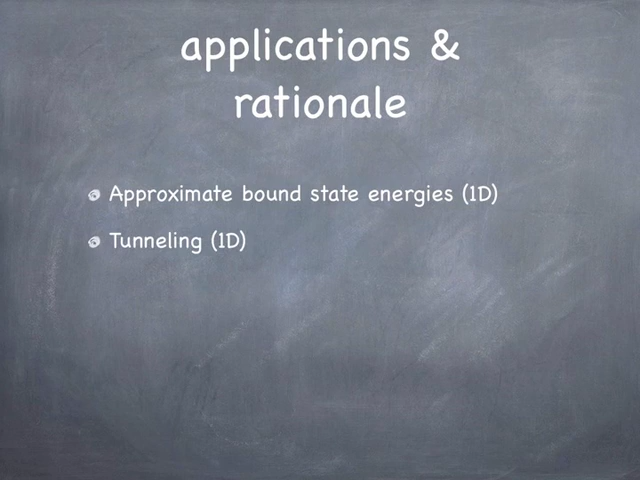 applications &
rationale
Approximate bound state energies (1D)
Tunneling (1D)